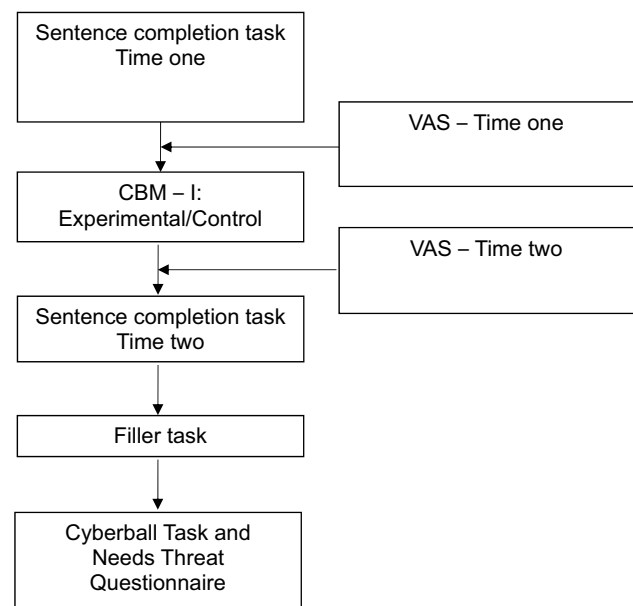 Sentence completion task
Time one
VAS – Time one
CBM – I:
Experimental/Control
VAS – Time two
Sentence completion task
Time two
Filler task
Cyberball Task and
Needs Threat
Questionnaire